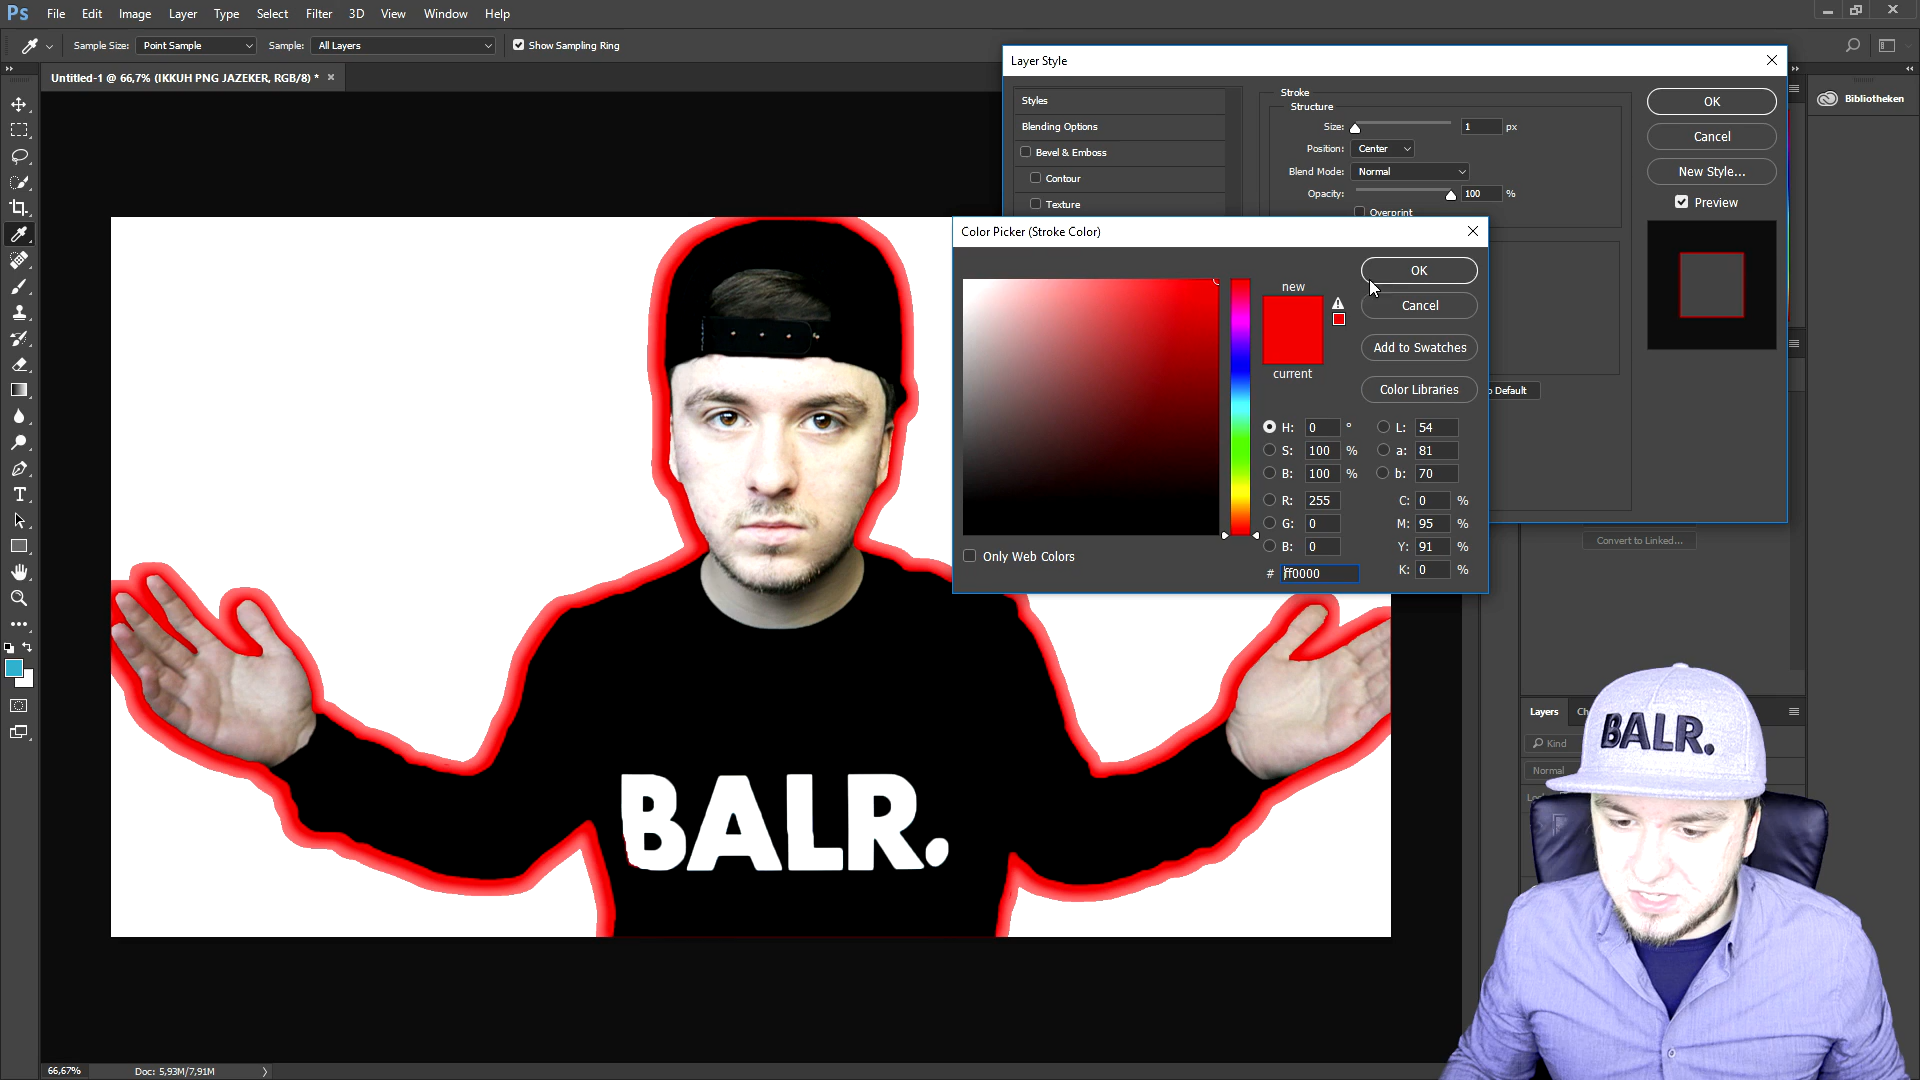 Ps File Edit Image Layer Type Select Filter 3D View Window Help
Sample Size: Point Sample Sample: All Layers Show Sampling Ring
Untitled-1 @ 66,7% (IKKUH PNG JAZEKER, RGB/8) * ×
Layer Style
Styles
Blending Options
Bevel & Emboss
Contour
Texture
Stroke
Structure
Size: 1 px
Position: Center
Blend Mode: Normal
Opacity: 100 %
Overprint
OK
Cancel
New Style...
Preview
Bibliotheken
Color Picker (Stroke Color)
new
current
OK
Cancel
Add to Swatches
Color Libraries
Default
H: 0 ° L: 54
S: 100 % a: 81
B: 100 % b: 70
R: 255 C: 0 %
G: 0 M: 95 %
B: 0 Y: 91 %
# ff0000 K: 0 %
Only Web Colors
Convert to Linked...
Layers
Kind
Normal
BALR.
BALR.
66,67% Doc: 5,93M/7,91M